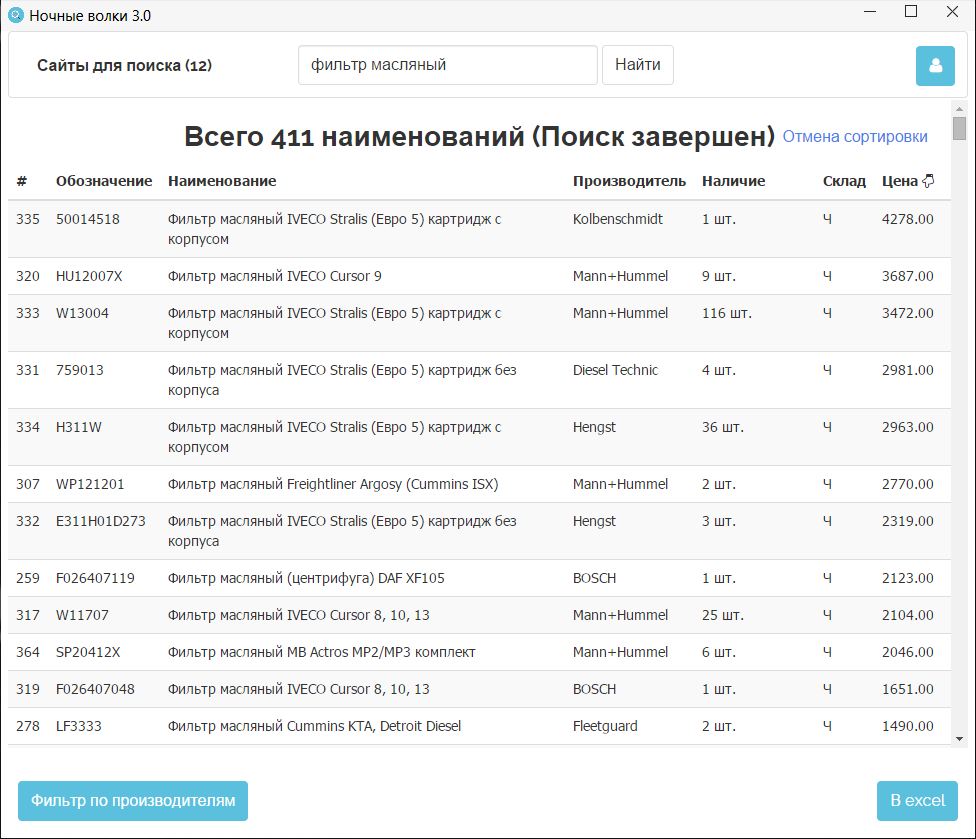 Ночные волки 3.0
Сайты для поиска (12) фильтр масляный Найти
Всего 411 наименований (Поиск завершен) Отмена сортировки
# Обозначение Наименование Производитель Наличие Склад Цена
335 50014518 Фильтр масляный IVECO Stralis (Евро 5) картридж с Kolbenschmidt 1 шт. Ч 4278.00
корпусом
320 HU12007X Фильтр масляный IVECO Cursor 9 Mann+Hummel 9 шт. Ч 3687.00
333 W13004 Фильтр масляный IVECO Stralis (Евро 5) картридж с Mann+Hummel 116 шт. Ч 3472.00
корпусом
331 759013 Фильтр масляный IVECO Stralis (Евро 5) картридж без Diesel Technic 4 шт. Ч 2981.00
корпуса
334 H311W Фильтр масляный IVECO Stralis (Евро 5) картридж с Hengst 36 шт. Ч 2963.00
корпусом
307 WP121201 Фильтр масляный Freightliner Argosy (Cummins ISX) Mann+Hummel 2 шт. Ч 2770.00
332 E311H01D273 Фильтр масляный IVECO Stralis (Евро 5) картридж без Hengst 3 шт. Ч 2319.00
корпуса
259 F026407119 Фильтр масляный (центрифуга) DAF XF105 BOSCH 1 шт. Ч 2123.00
317 W11707 Фильтр масляный IVECO Cursor 8, 10, 13 Mann+Hummel 25 шт. Ч 2104.00
364 SP20412X Фильтр масляный MB Actros MP2/MP3 комплект Mann+Hummel 6 шт. Ч 2046.00
319 F026407048 Фильтр масляный IVECO Cursor 8, 10, 13 BOSCH 1 шт. Ч 1651.00
278 LF3333 Фильтр масляный Cummins KTA, Detroit Diesel Fleetguard 2 шт. Ч 1490.00
Фильтр по производителям В excel